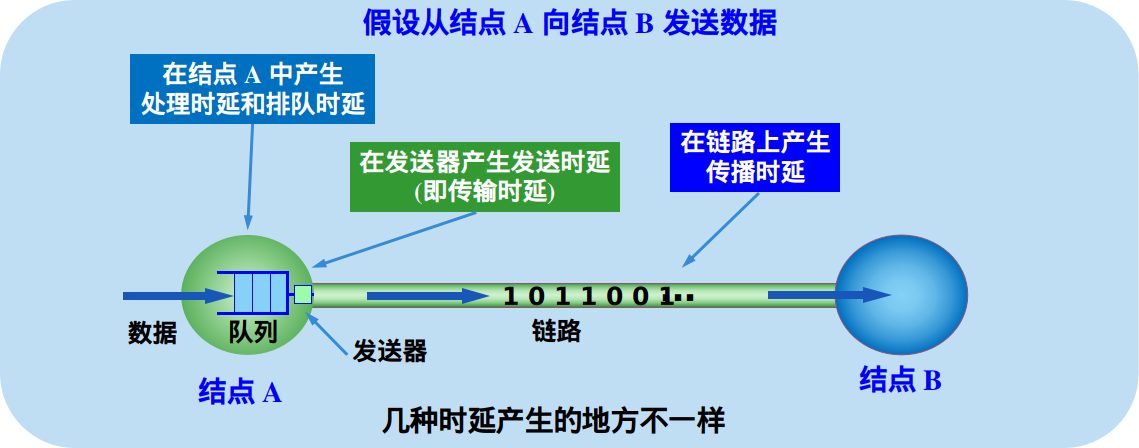 假设从结点 A 向结点 B 发送数据
在结点 A 中产生
处理时延和排队时延
在发送器产生发送时延
(即传输时延)
在链路上产生
传播时延
1 0 1 1 0 0 1…
数据
队列
发送器
链路
结点 A
结点 B
几种时延产生的地方不一样